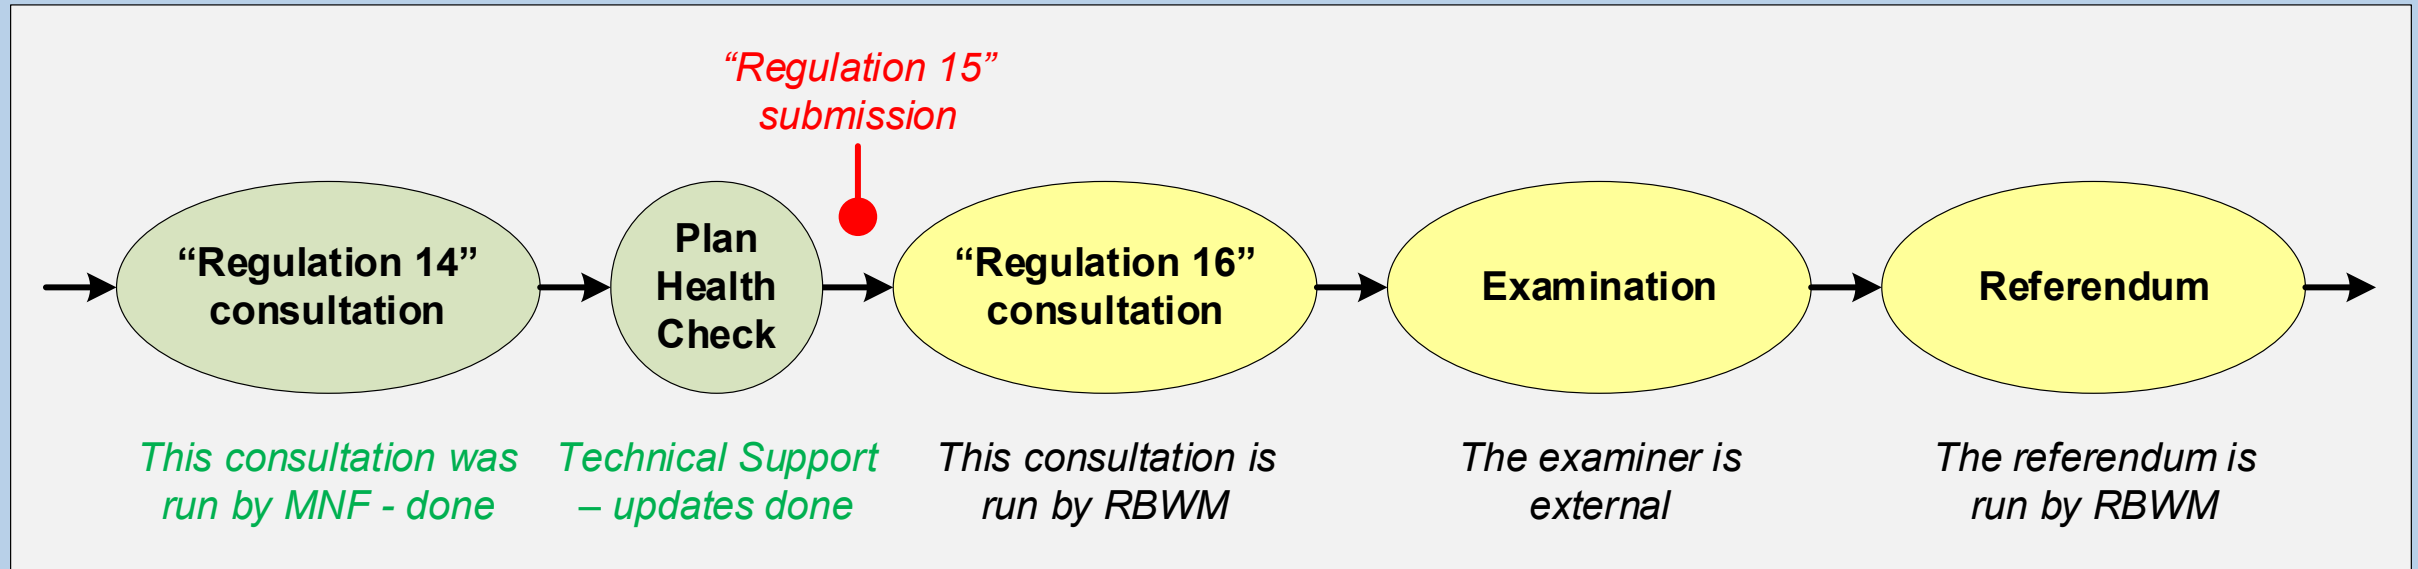 “Regulation 15”
submission
“Regulation 14”
consultation
Plan
Health
Check
“Regulation 16”
consultation
Examination
Referendum
This consultation was
run by MNF - done
Technical Support
– updates done
This consultation is
run by RBWM
The examiner is
external
The referendum is
run by RBWM